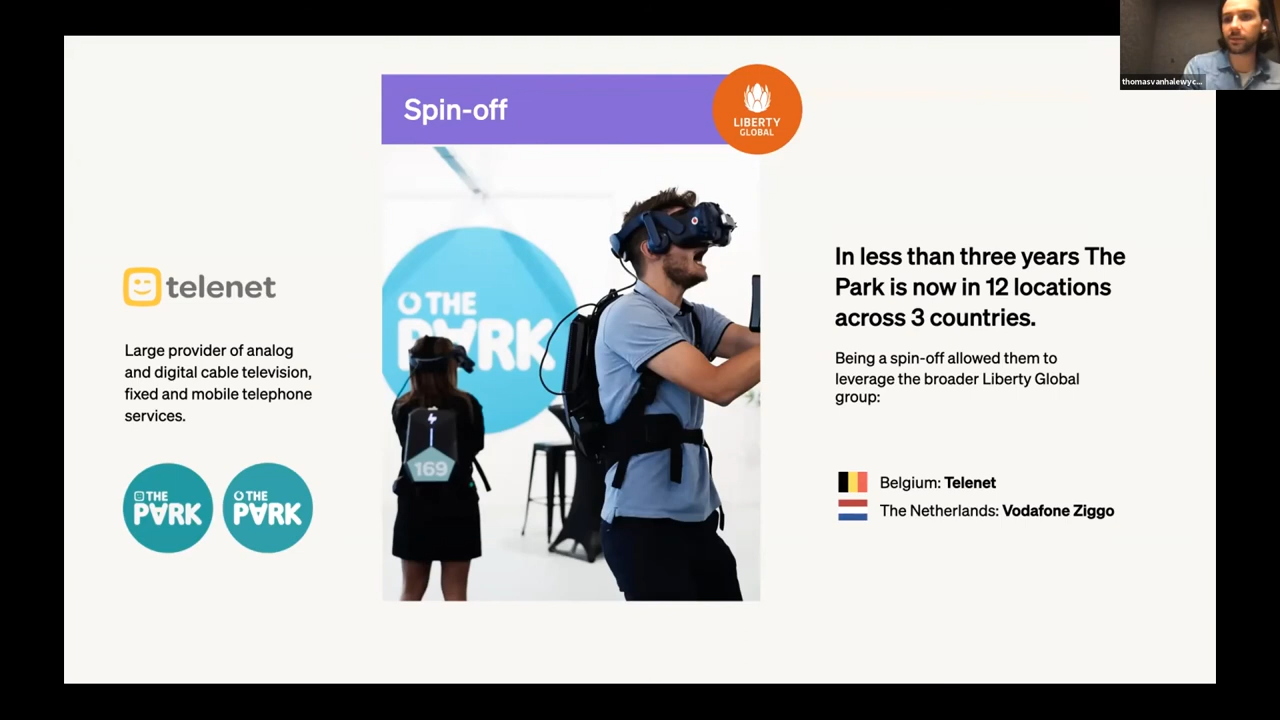 thomasvanhalewyc...
Spin-off
LIBERTY
GLOBAL
telenet
Large provider of analog
and digital cable television,
fixed and mobile telephone
services.
THE
PARK
THE
PARK
THE
PARK
169
In less than three years The
Park is now in 12 locations
across 3 countries.
Being a spin-off allowed them to
leverage the broader Liberty Global
group:
Belgium: Telenet
The Netherlands: Vodafone Ziggo